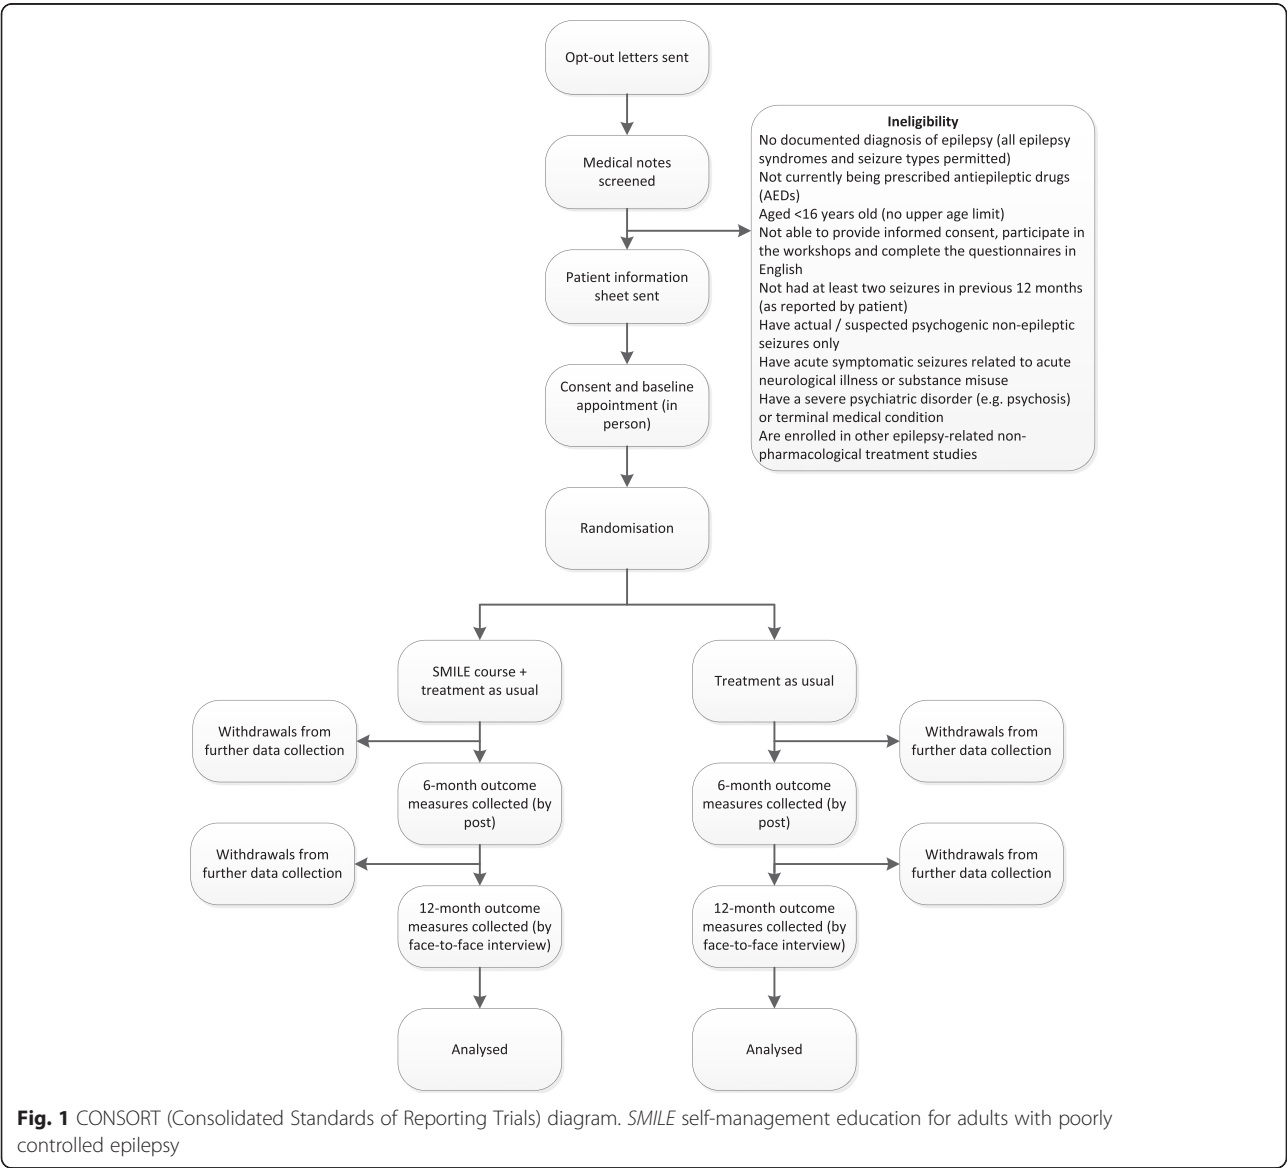 Opt-out letters sent
Medical notes
screened
Ineligibility
No documented diagnosis of epilepsy (all epilepsy
syndromes and seizure types permitted)
Not currently being prescribed antiepileptic drugs
(AEDs)
Aged <16 years old (no upper age limit)
Not able to provide informed consent, participate in
the workshops and complete the questionnaires in
English
Not had at least two seizures in previous 12 months
(as reported by patient)
Have actual / suspected psychogenic non-epileptic
seizures only
Have acute symptomatic seizures related to acute
neurological illness or substance misuse
Have a severe psychiatric disorder (e.g. psychosis)
or terminal medical condition
Are enrolled in other epilepsy-related non-
pharmacological treatment studies
Patient information
sheet sent
Consent and baseline
appointment (in
person)
Randomisation
SMILE course +
treatment as usual
Treatment as usual
Withdrawals from
further data collection
Withdrawals from
further data collection
6-month outcome
measures collected (by
post)
6-month outcome
measures collected (by
post)
Withdrawals from
further data collection
Withdrawals from
further data collection
12-month outcome
measures collected (by
face-to-face interview)
12-month outcome
measures collected (by
face-to-face interview)
Analysed
Analysed
Fig. 1 CONSORT (Consolidated Standards of Reporting Trials) diagram. SMILE self-management education for adults with poorly
controlled epilepsy